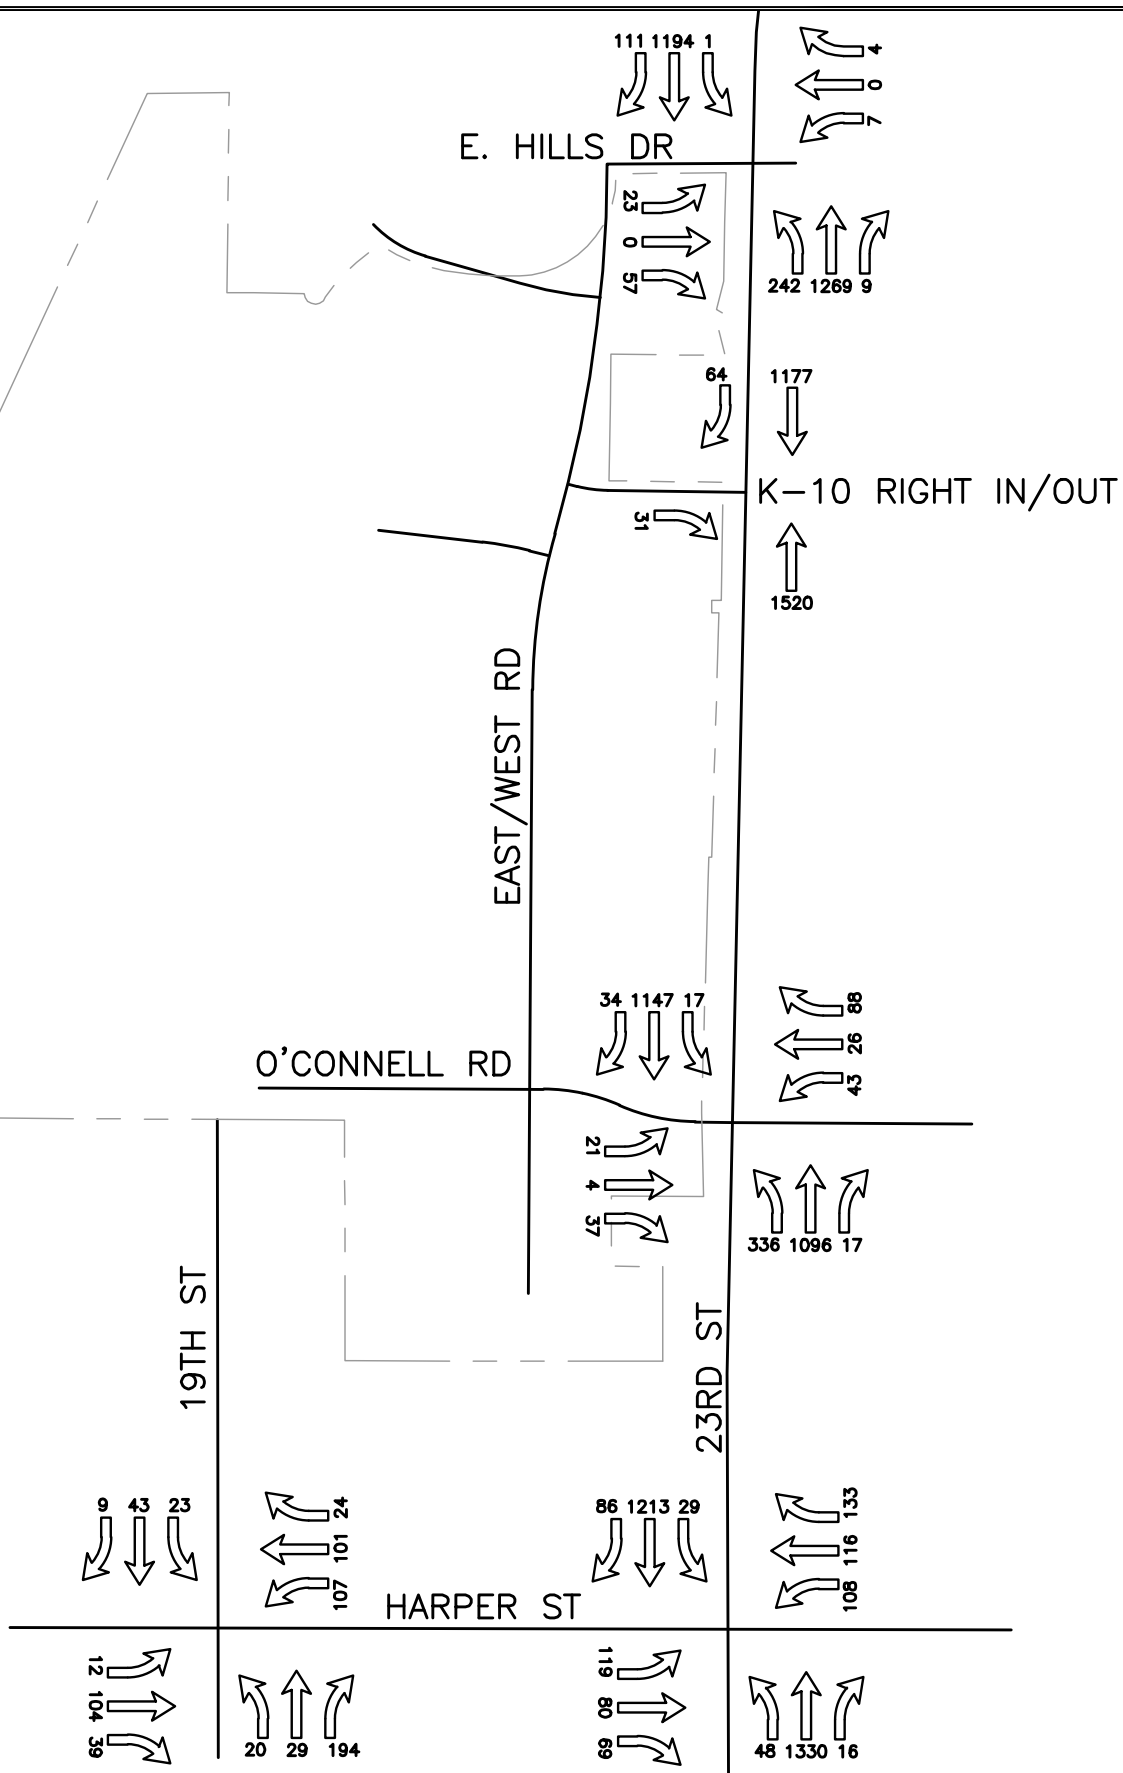 111 1194 1
4
0
7
E. HILLS DR
23
0
57
242 1269 9
64
1177
K-10 RIGHT IN/OUT
31
1520
EAST/WEST RD
34 1147 17
88
26
43
O'CONNELL RD
21
4
37
336 1096 17
19TH ST
23RD ST
9 43 23
24
101
107
86 1213 29
133
116
108
HARPER ST
12
104
39
20 29 194
119
80
69
48 1330 16